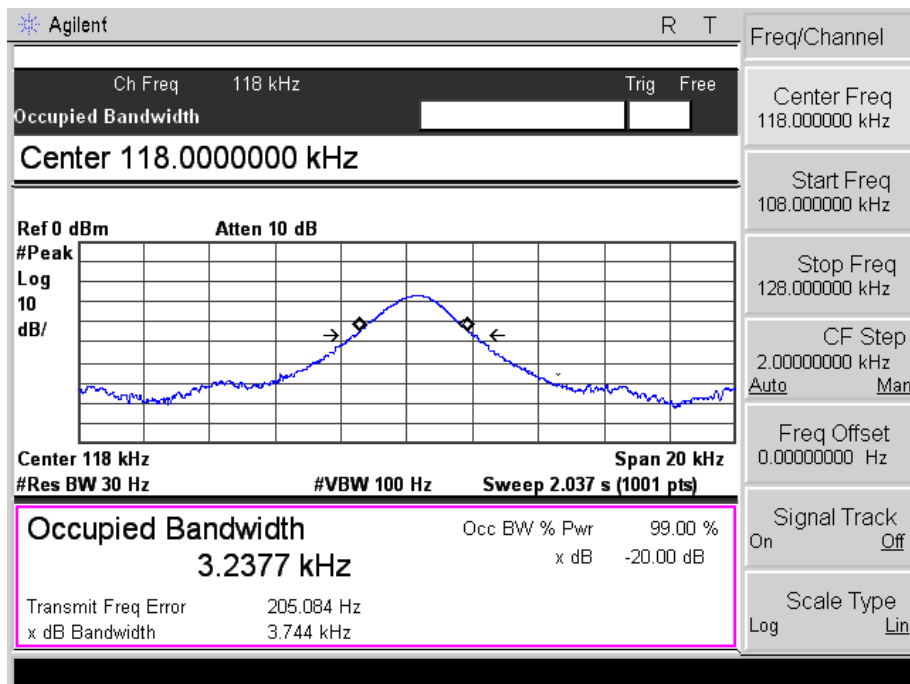 Agilent R T
Ch Freq 118 kHz Trig Free
Occupied Bandwidth
Center 118.0000000 kHz
Ref 0 dBm Atten 10 dB
#Peak
Log
10
dB/
Center 118 kHz Span 20 kHz
#Res BW 30 Hz #VBW 100 Hz Sweep 2.037 s (1001 pts)
Occupied Bandwidth
3.2377 kHz
Occ BW % Pwr 99.00 %
x dB -20.00 dB
Transmit Freq Error 205.084 Hz
x dB Bandwidth 3.744 kHz
Freq/Channel
Center Freq
118.000000 kHz
Start Freq
108.000000 kHz
Stop Freq
128.000000 kHz
CF Step
2.00000000 kHz
Auto Man
Freq Offset
0.00000000 Hz
Signal Track
On Off
Scale Type
Log Lin